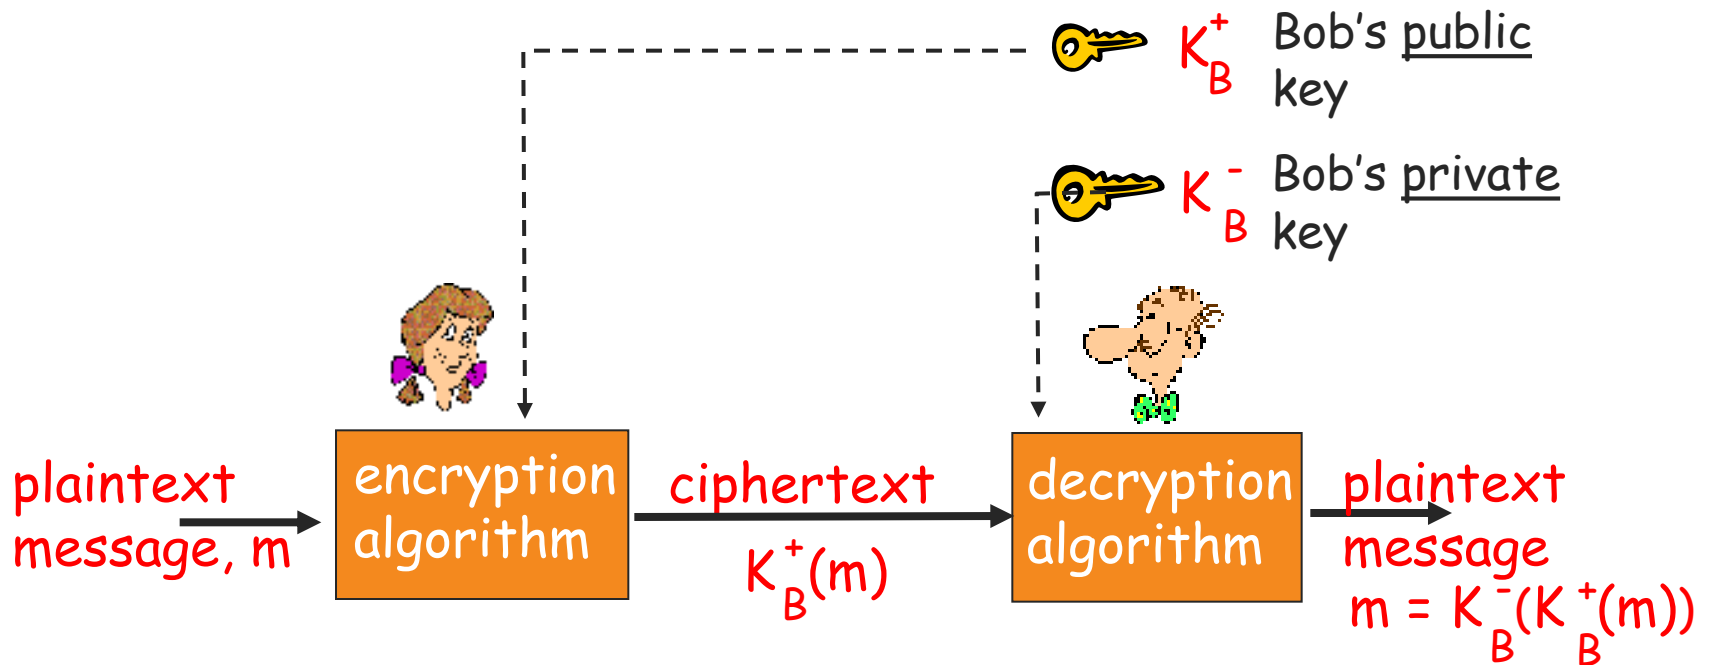 K_B^+ Bob's public
key
K_B^- Bob's private
key
plaintext
message, m
encryption
algorithm
ciphertext
K_B^+(m)
decryption
algorithm
plaintext
message
m = K_B^-(K_B^+(m))